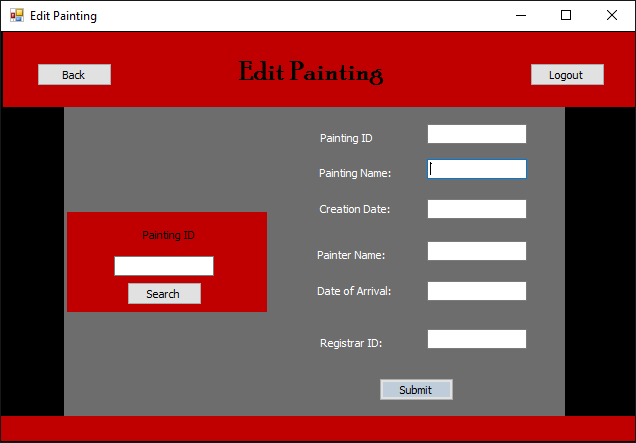 Edit Painting
Back
Edit Painting
Logout
Painting ID
Search
Painting ID
Painting Name:
Creation Date:
Painter Name:
Date of Arrival:
Registrar ID:
Submit